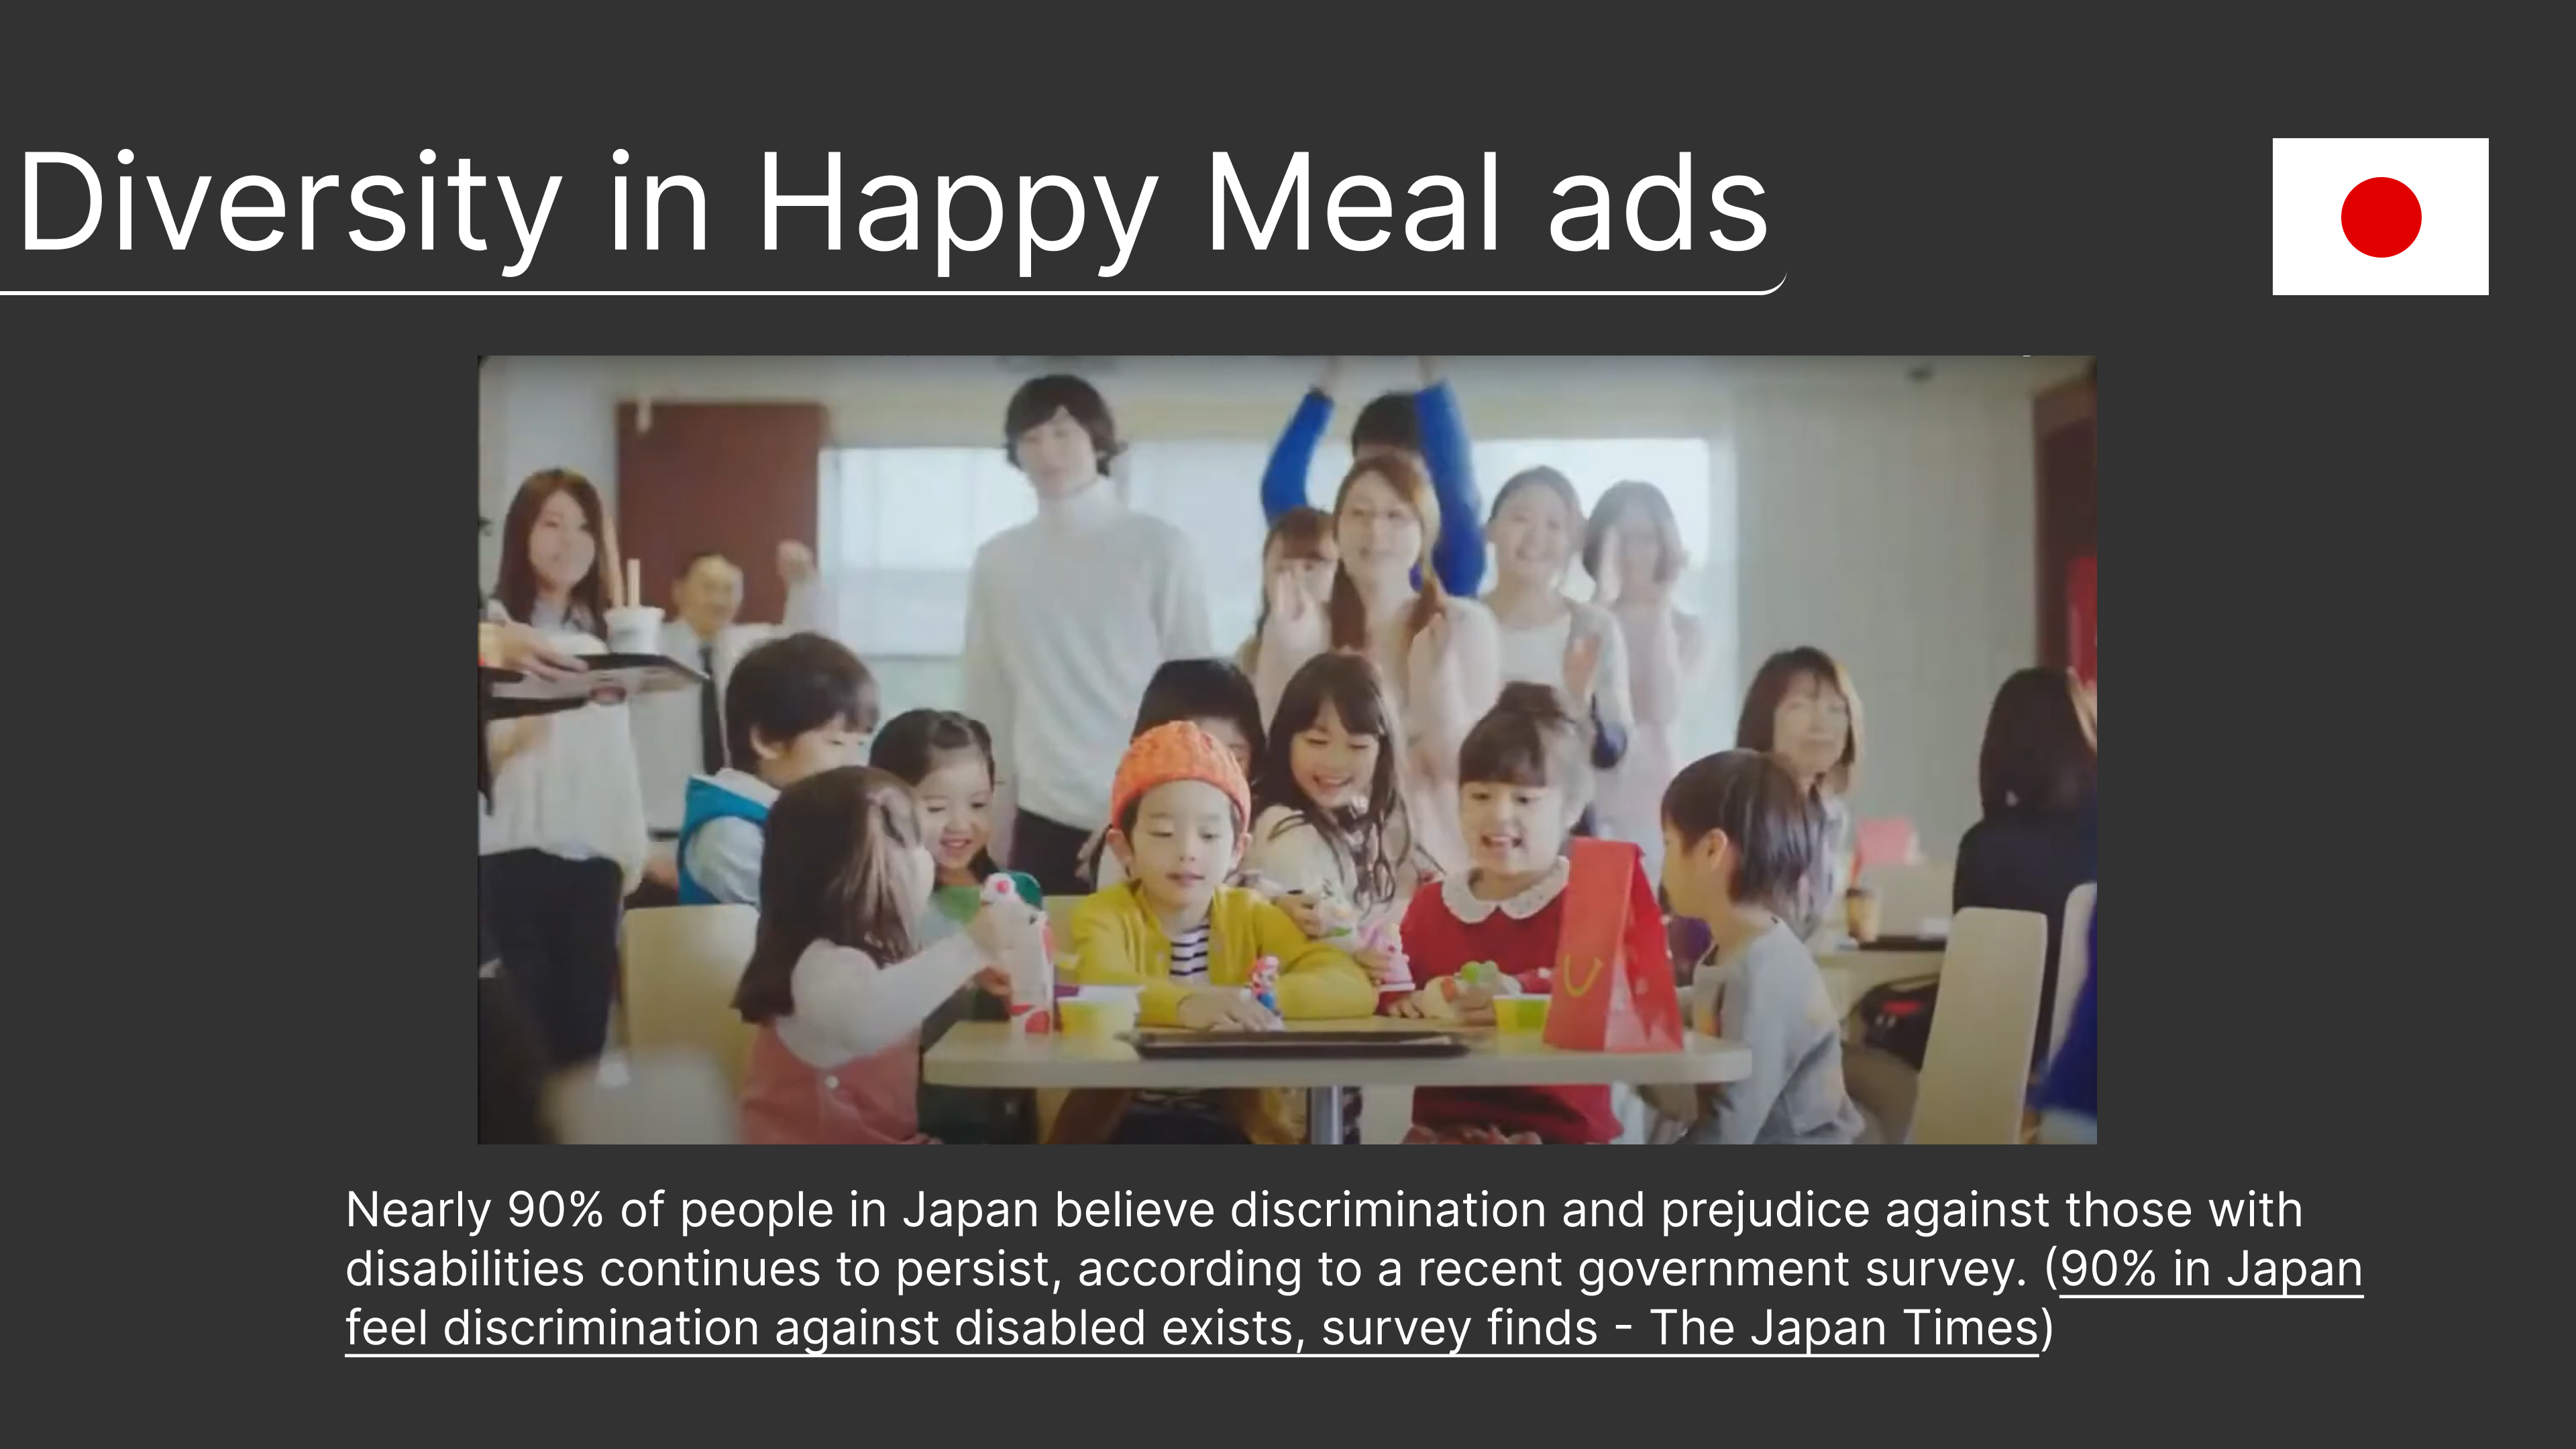 Diversity in Happy Meal ads
Nearly 90% of people in Japan believe discrimination and prejudice against those with
disabilities continues to persist, according to a recent government survey. (90% in Japan
feel discrimination against disabled exists, survey finds - The Japan Times)